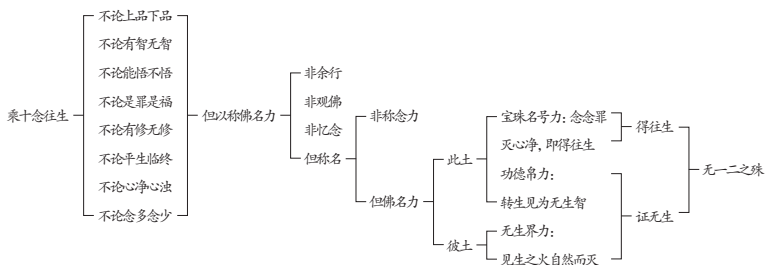 乘十念往生
不论上品下品
不论有智无智
不论能悟不悟
不论是罪是福
不论有修无修
不论平生临终
不论心净心浊
不论念多念少
但以称佛名力
非余行
非观佛
非忆念
但称名
非称念力
但佛名力
此土
宝珠名号力：念念罪
灭心净，即得往生
功德帛力：
转生见为无生智
彼土
无生界力：
见生之火自然而灭
得往生
证无生
无一二之殊